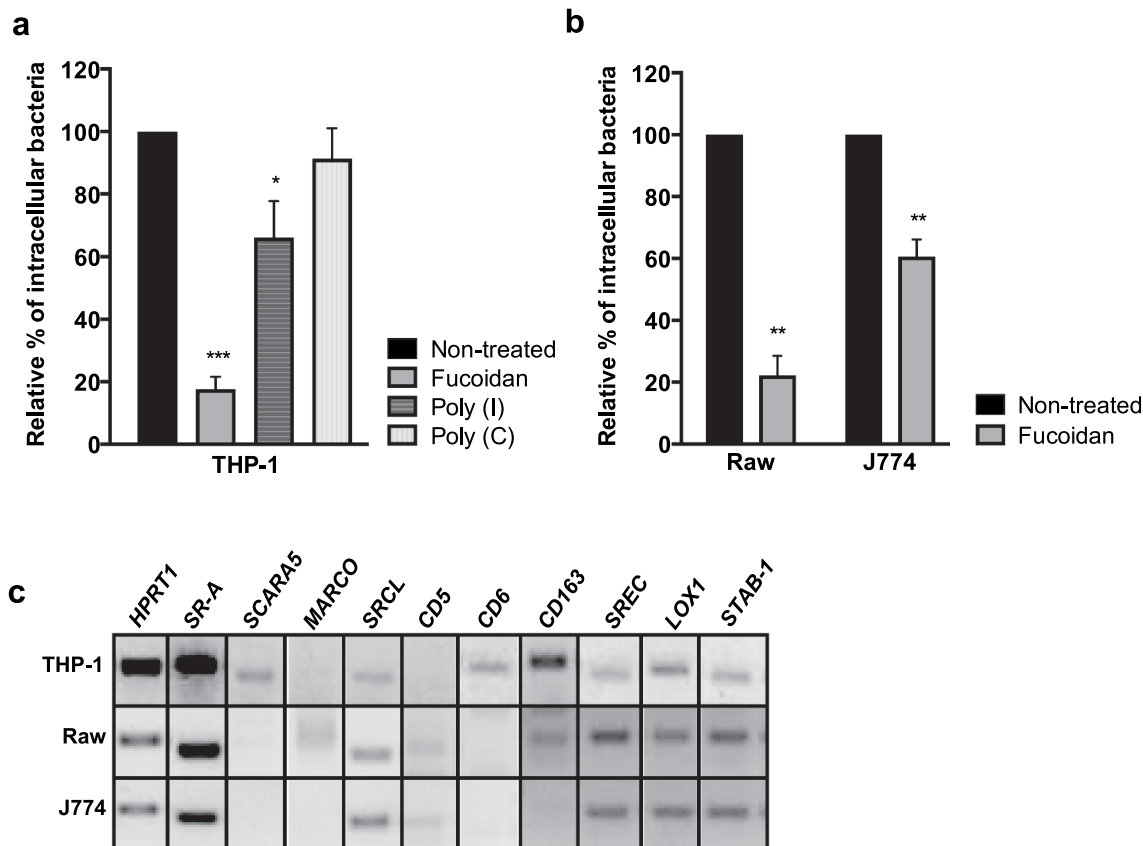 a
Relative % of intracellular bacteria
120
100
80
60
40
20
0
***
*
THP-1
Non-treated
Fucoidan
Poly (I)
Poly (C)
b
Relative % of intracellular bacteria
120
100
80
60
40
20
0
**
**
Raw J774
Non-treated
Fucoidan
c
HPRT1 SR-A SCARA5 MARCO SRCL CD5 CD6 CD163 SREC LOX1 STAB-1
THP-1
Raw
J774